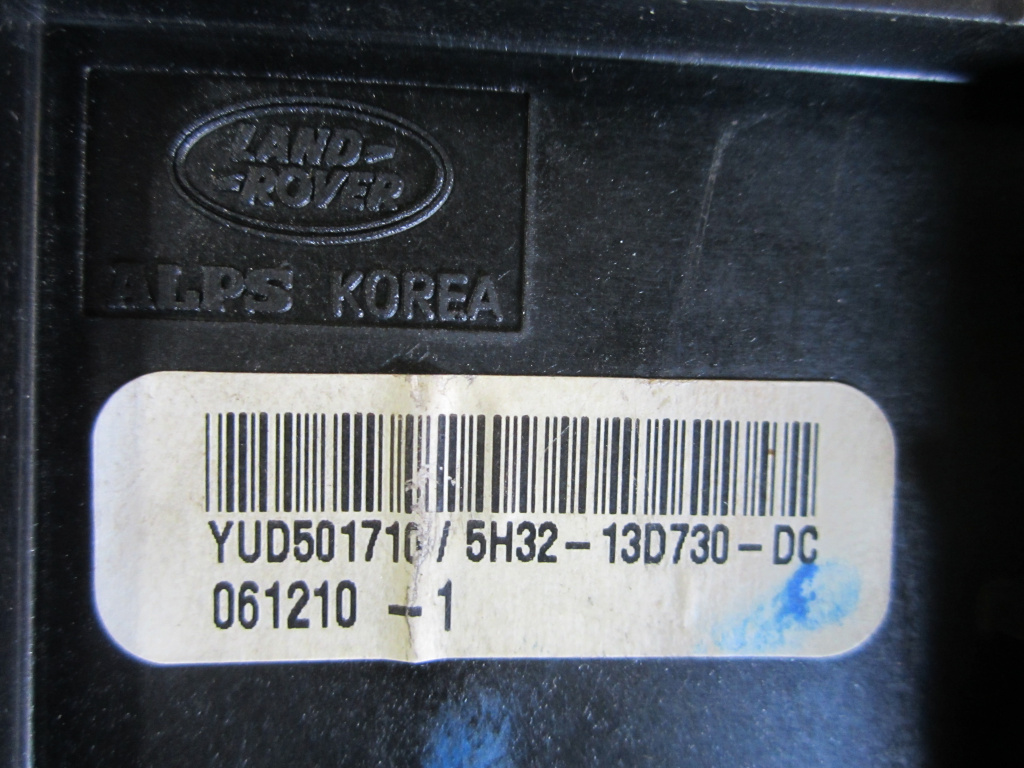 LAND-
-ROVER
ALPS KOREA
YUD501710 / 5H32-13D730-DC
061210 -1